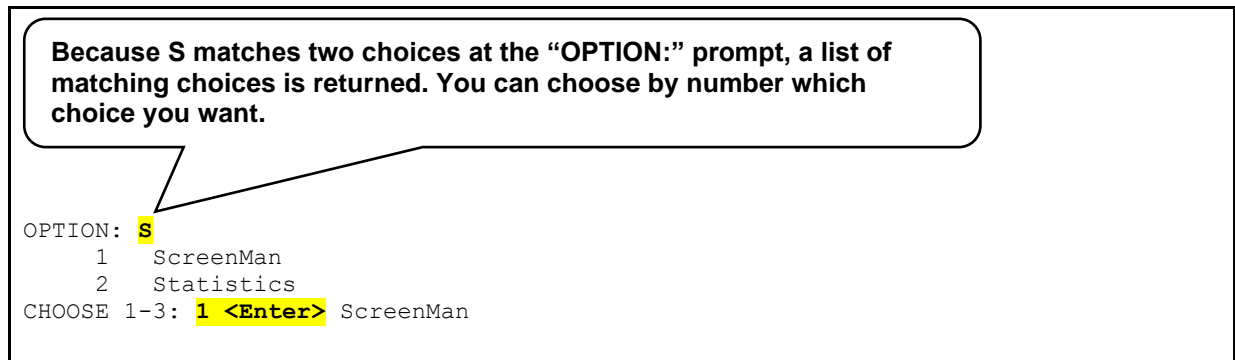 Because S matches two choices at the “OPTION:” prompt, a list of
matching choices is returned. You can choose by number which
choice you want.
OPTION: S
1 ScreenMan
2 Statistics
CHOOSE 1-3: 1 <Enter> ScreenMan